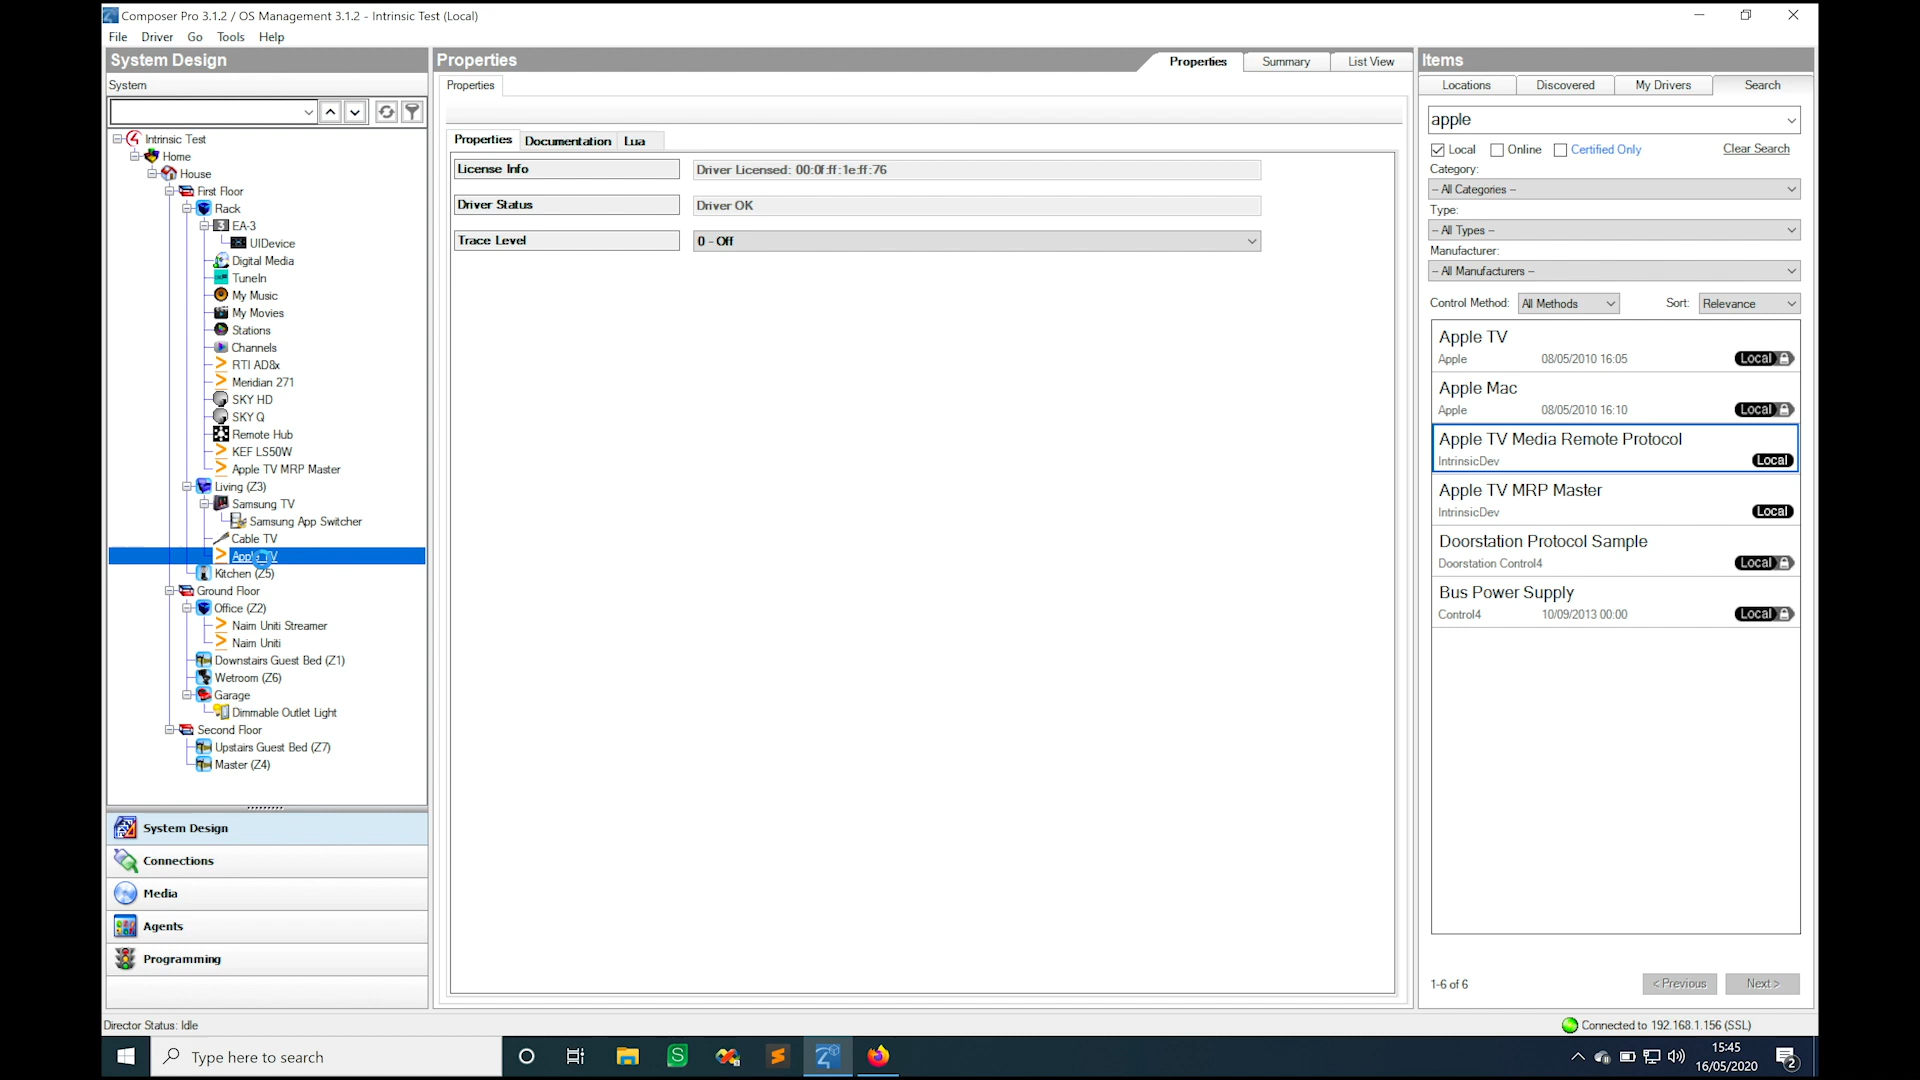 Composer Pro 3.1.2 / OS Management 3.1.2 - Intrinsic Test (Local)
File Driver Go Tools Help
System Design
System
Intrinsic Test
Home
House
First Floor
Rack
EA-3
UIDevice
Digital Media
TuneIn
My Music
My Movies
Stations
Channels
RTI AD8x
Meridian 271
SKY HD
SKY Q
Remote Hub
KEF LS50W
Apple TV MRP Master
Living (Z3)
Samsung TV
Samsung App Switcher
Cable TV
Apple TV
Kitchen (Z5)
Ground Floor
Office (Z2)
Naim Uniti Streamer
Naim Uniti
Downstairs Guest Bed (Z1)
Wetroom (Z6)
Garage
Dimmable Outlet Light
Second Floor
Upstairs Guest Bed (Z7)
Master (Z4)
System Design
Connections
Media
Agents
Programming
Director Status: Idle
Properties
Properties Summary List View
Properties
Properties Documentation Lua
License Info Driver Licensed: 00:0f:ff:1e:ff:76
Driver Status Driver OK
Trace Level 0 - Off
Items
Locations Discovered My Drivers Search
apple
Local Online Certified Only Clear Search
Category:
-- All Categories --
Type:
-- All Types --
Manufacturer:
-- All Manufacturers --
Control Method: All Methods Sort: Relevance
Apple TV
Apple 08/05/2010 16:05 Local
Apple Mac
Apple 08/05/2010 16:10 Local
Apple TV Media Remote Protocol
IntrinsicDev Local
Apple TV MRP Master
IntrinsicDev Local
Doorstation Protocol Sample
Doorstation Control4 Local
Bus Power Supply
Control4 10/09/2013 00:00 Local
1-6 of 6 < Previous Next >
Connected to 192.168.1.156 (SSL)
Type here to search
15:45
16/05/2020
2